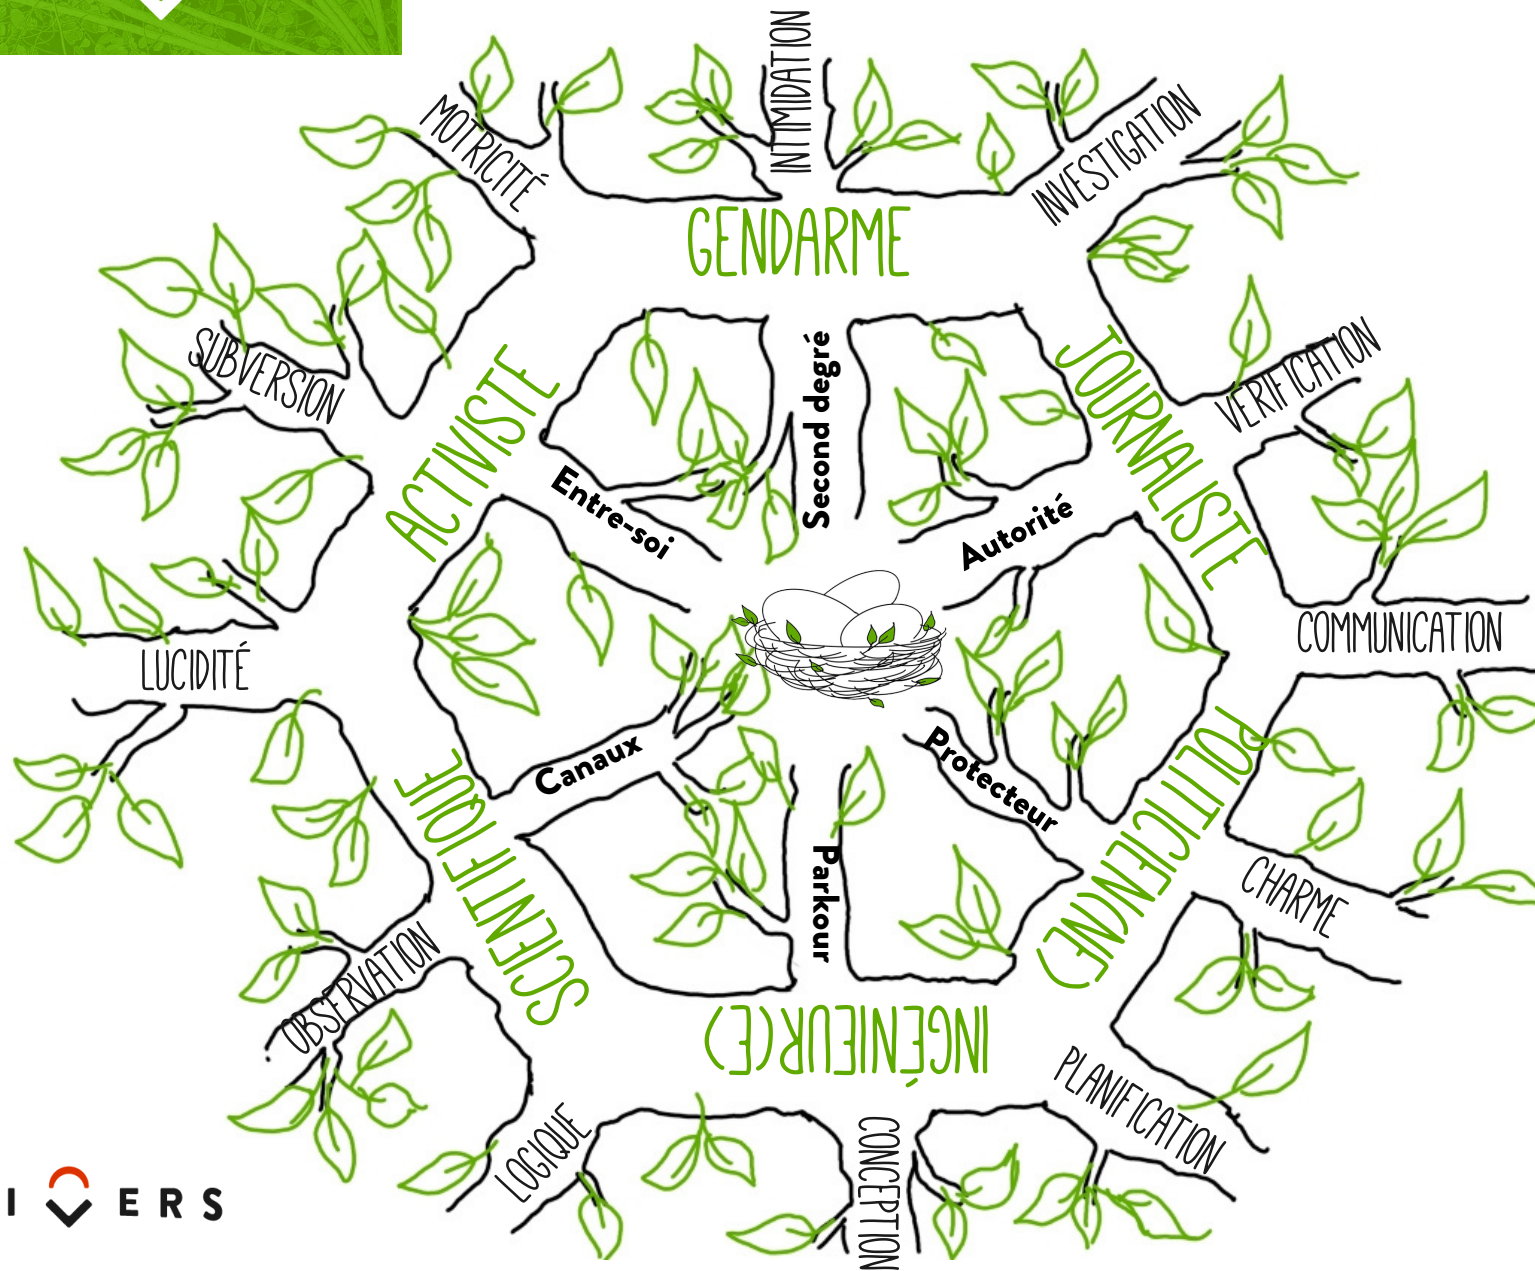 INTIMIDATION
MOTRICITÉ
INVESTIGATION
GENDARME
SUBVERSION
VÉRIFICATION
ACTIVISTE
Second degré
JOURNALISTE
Entre-soi
Autorité
LUCIDITÉ
COMMUNICATION
Canaux
Protecteur
SCIENTIFIQUE
Parkour
POLITICIEN(NE)
CHARME
OBSERVATION
INGÉNIEUR(E)
PLANIFICATION
LOGIQUE
CONCEPTION
ERS